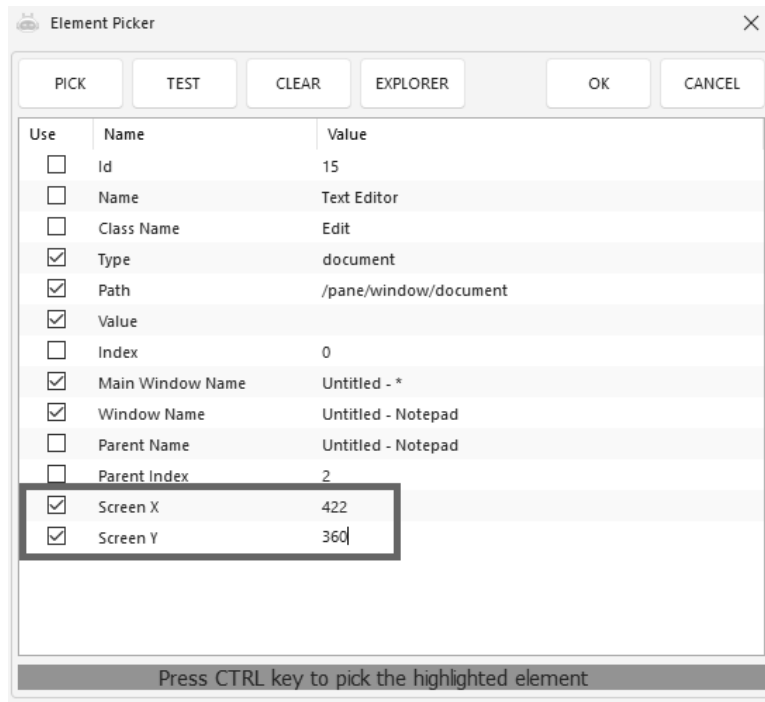 Element Picker
PICK TEST CLEAR EXPLORER OK CANCEL
Use Name Value
Id 15
Name Text Editor
Class Name Edit
Type document
Path /pane/window/document
Value
Index 0
Main Window Name Untitled - *
Window Name Untitled - Notepad
Parent Name Untitled - Notepad
Parent Index 2
Screen X 422
Screen Y 360
Press CTRL key to pick the highlighted element